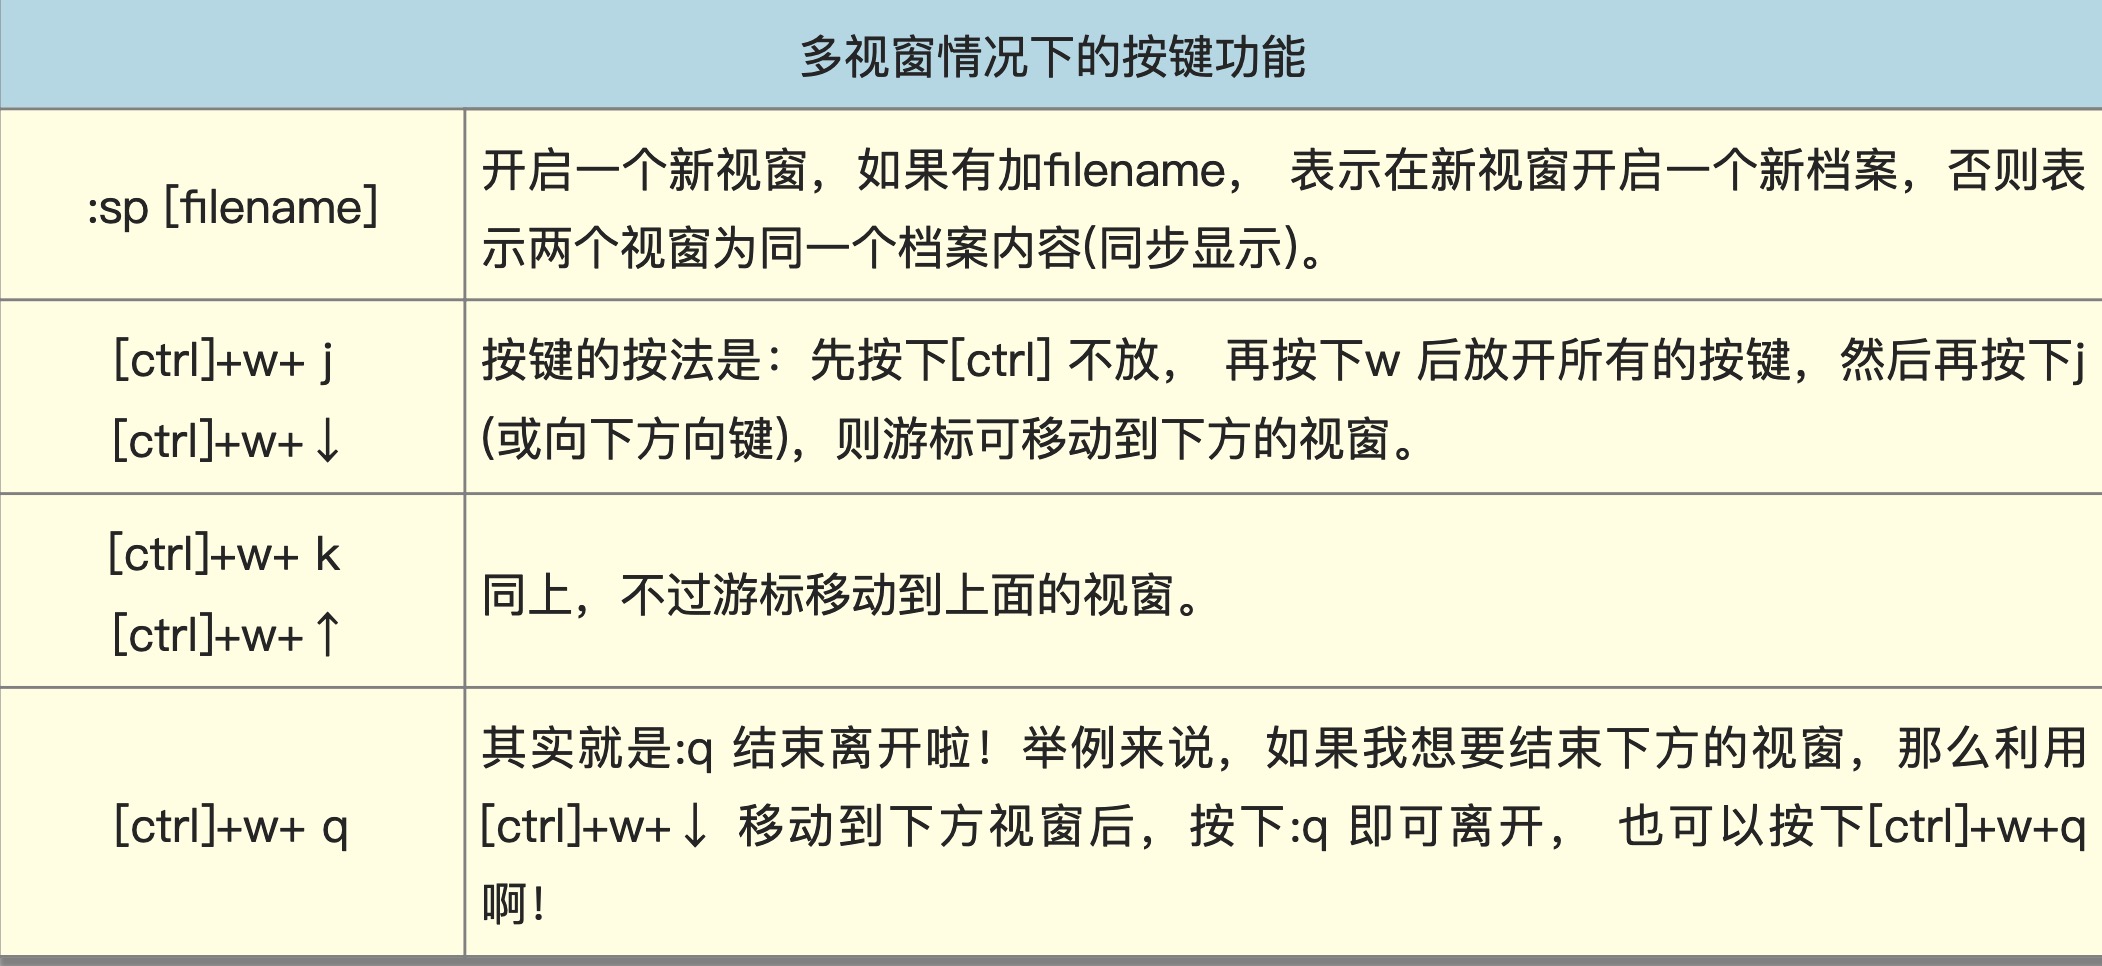 多视窗情况下的按键功能
:sp [filename]
开启一个新视窗，如果有加filename， 表示在新视窗开启一个新档案，否则表
示两个视窗为同一个档案内容(同步显示)。
[ctrl]+w+ j
[ctrl]+w+↓
按键的按法是：先按下[ctrl] 不放， 再按下w 后放开所有的按键，然后再按下j
(或向下方向键)，则游标可移动到下方的视窗。
[ctrl]+w+ k
[ctrl]+w+↑
同上，不过游标移动到上面的视窗。
[ctrl]+w+ q
其实就是:q 结束离开啦！举例来说，如果我想要结束下方的视窗，那么利用
[ctrl]+w+↓ 移动到下方视窗后，按下:q 即可离开， 也可以按下[ctrl]+w+q
啊！